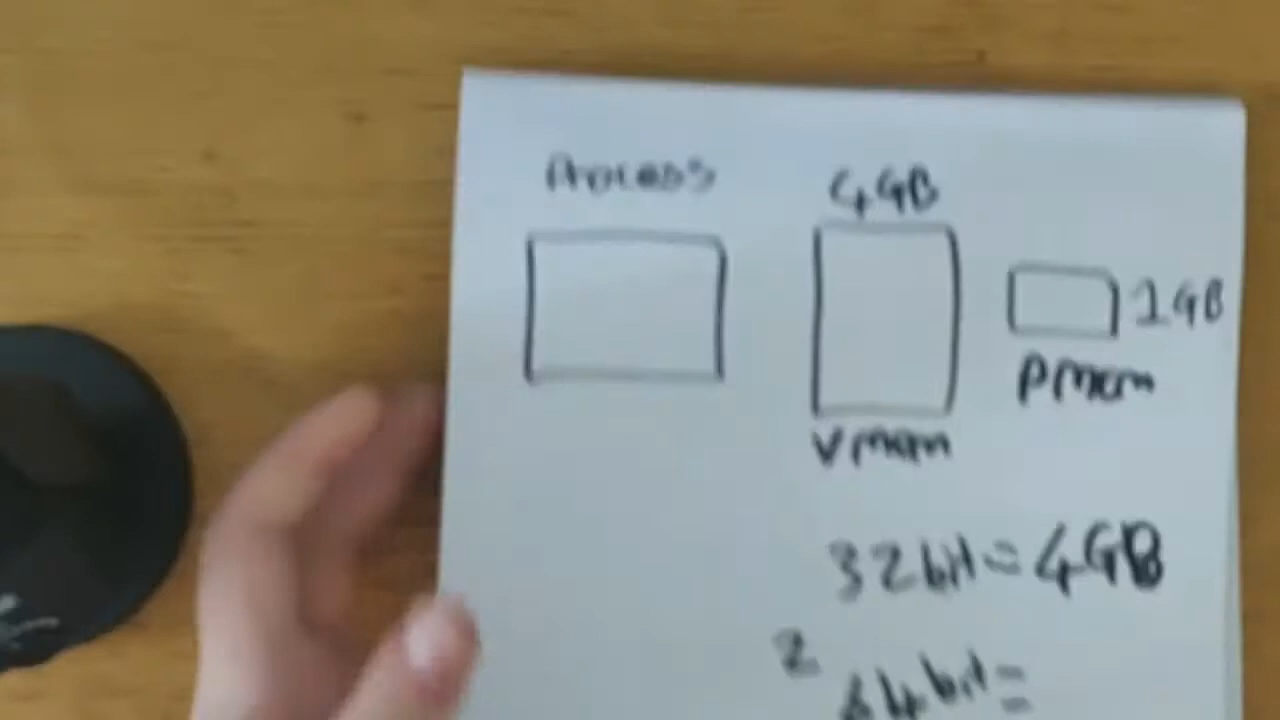 Process
4GB
1GB
PMem
VMem
32bit = 4GB
2
64bit =